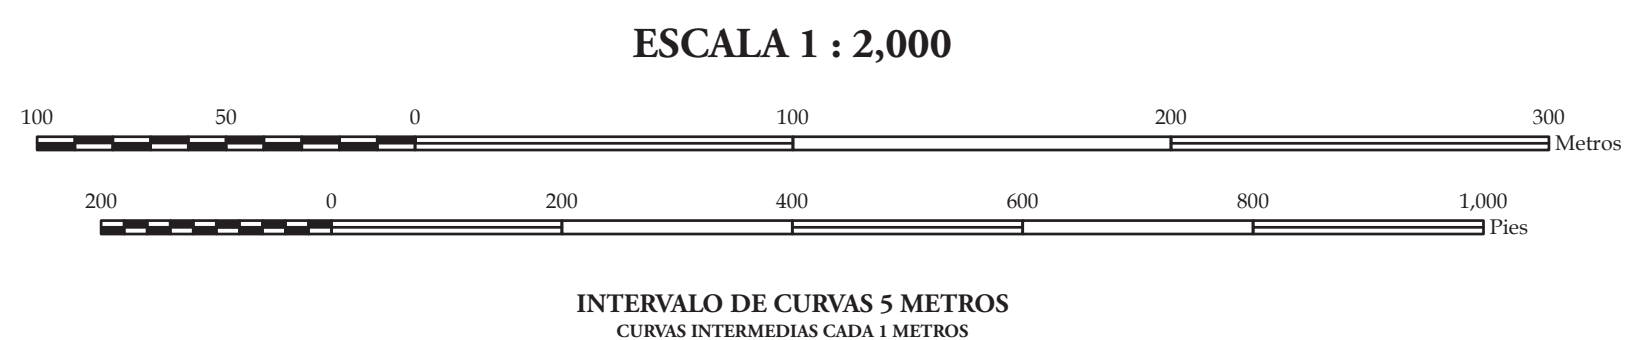 ESCALA 1 : 2,000
100 50 0 100 200 300
Metros
200 0 200 400 600 800 1,000
Pies
INTERVALO DE CURVAS 5 METROS
CURVAS INTERMEDIAS CADA 1 METROS